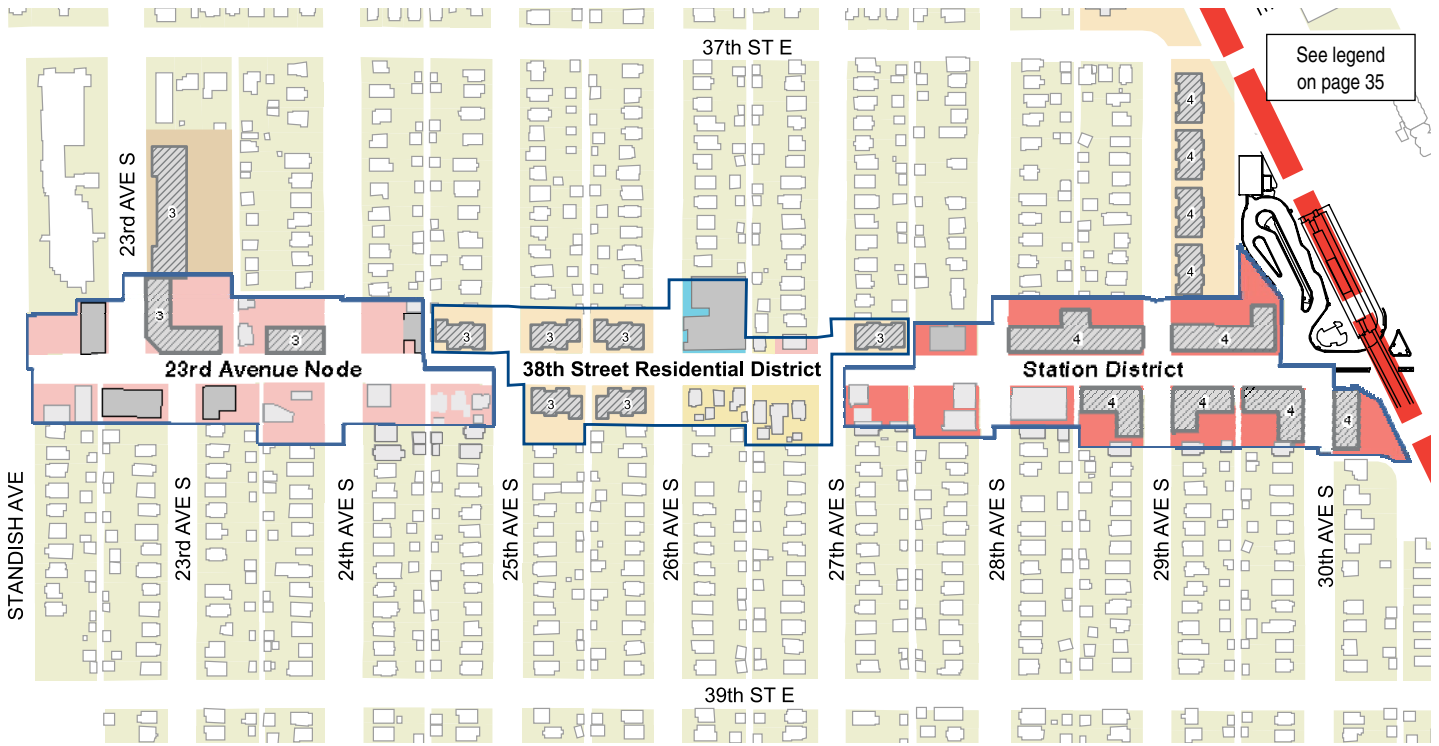 37th ST E
See legend
on page 35
4
4
4
4
23rd AVE S
3
3
3
3
3
3
3
4
4
23rd Avenue Node
38th Street Residential District
Station District
3
3
4
4
4
4
STANDISH AVE
23rd AVE S
24th AVE S
25th AVE S
26th AVE S
27th AVE S
28th AVE S
29th AVE S
30th AVE S
39th ST E